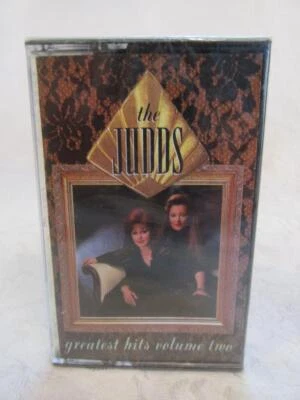 the
JUDDS
greatest hits volume two